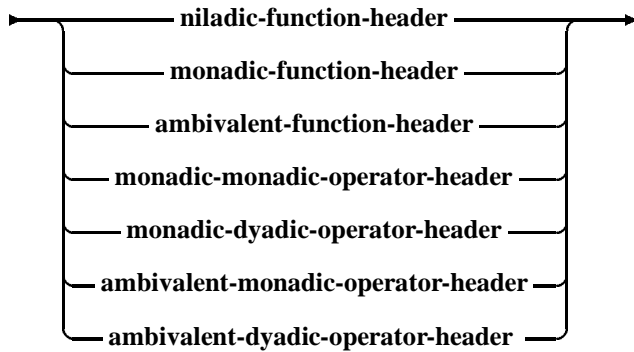 niladic-function-header
monadic-function-header
ambivalent-function-header
monadic-monadic-operator-header
monadic-dyadic-operator-header
ambivalent-monadic-operator-header
ambivalent-dyadic-operator-header